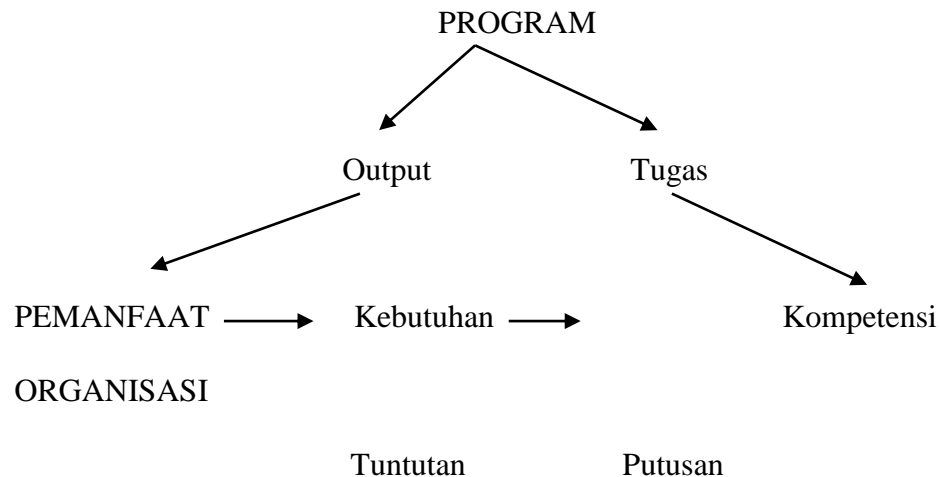 PROGRAM
Output Tugas
PEMANFAAT Kebutuhan Kompetensi
ORGANISASI
Tuntutan Putusan